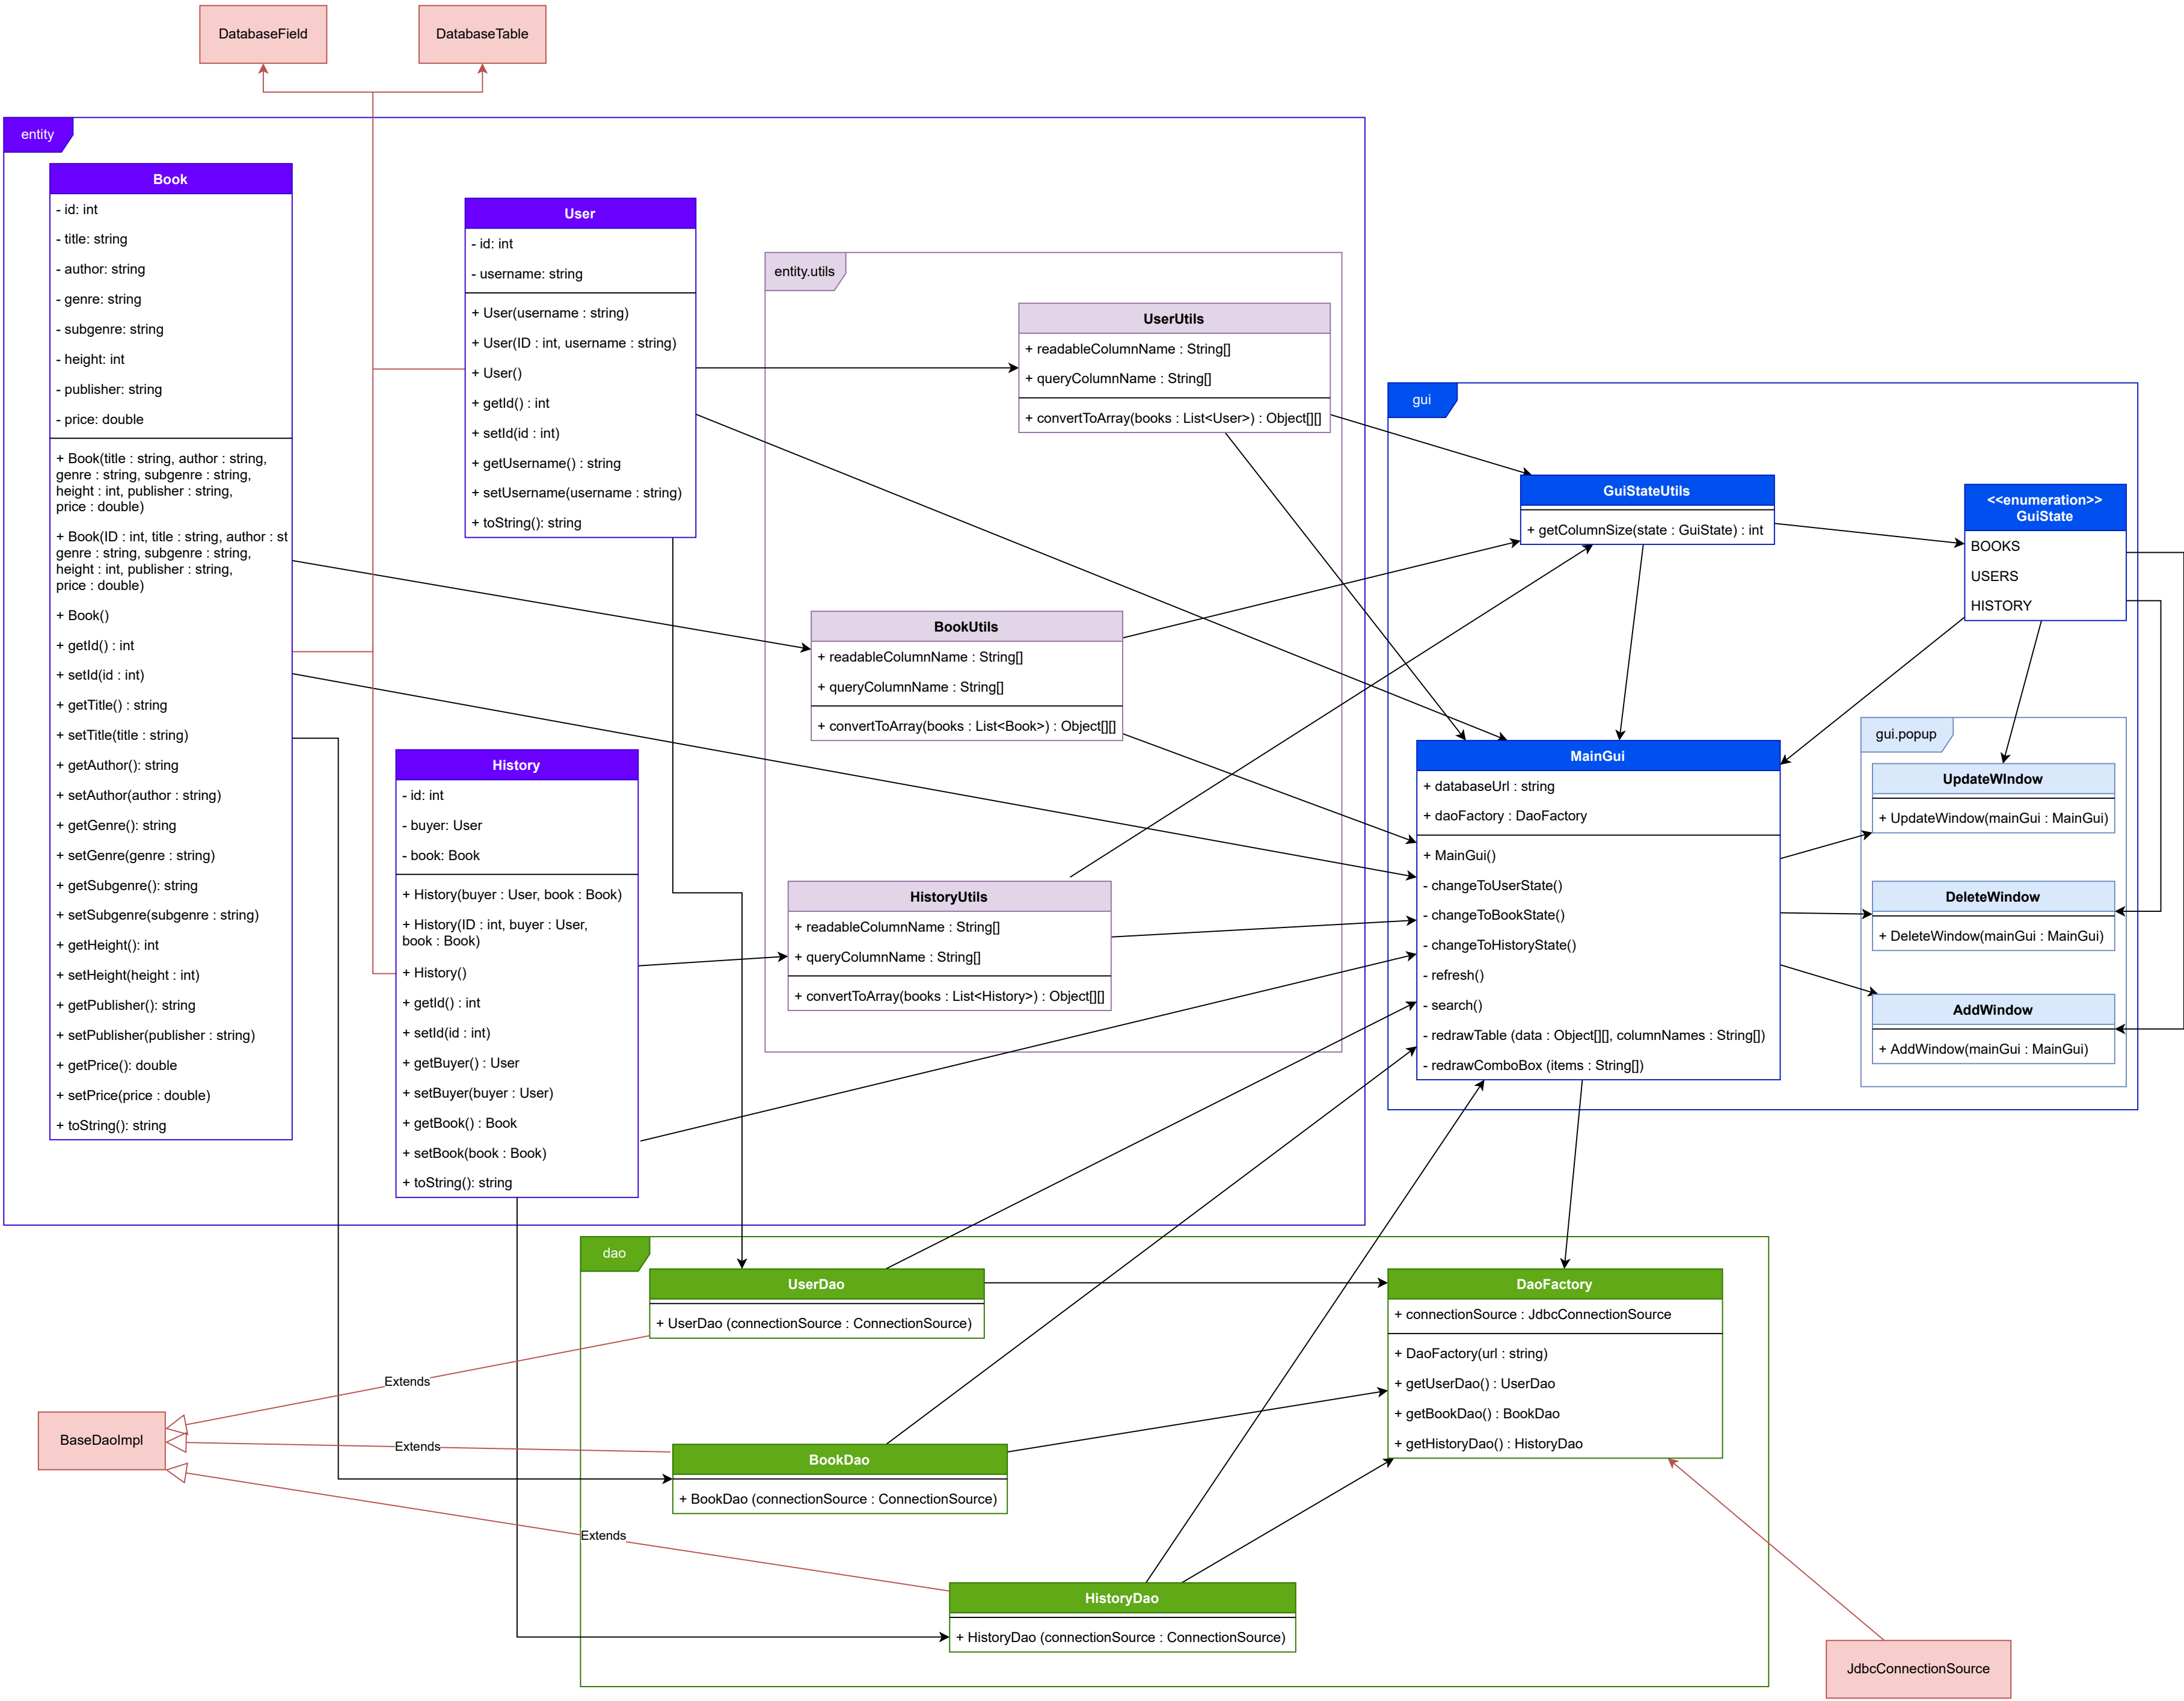 DatabaseField
DatabaseTable
entity
Book
- id: int
- title: string
- author: string
- genre: string
- subgenre: string
- height: int
- publisher: string
- price: double
+ Book(title : string, author : string,
genre : string, subgenre : string,
height : int, publisher : string,
price : double)
+ Book(ID : int, title : string, author : st
genre : string, subgenre : string,
height : int, publisher : string,
price : double)
+ Book()
+ getId() : int
+ setId(id : int)
+ getTitle() : string
+ setTitle(title : string)
+ getAuthor(): string
+ setAuthor(author : string)
+ getGenre(): string
+ setGenre(genre : string)
+ getSubgenre(): string
+ setSubgenre(subgenre : string)
+ getHeight(): int
+ setHeight(height : int)
+ getPublisher(): string
+ setPublisher(publisher : string)
+ getPrice(): double
+ setPrice(price : double)
+ toString(): string
User
- id: int
- username: string
+ User(username : string)
+ User(ID : int, username : string)
+ User()
+ getId() : int
+ setId(id : int)
+ getUsername() : string
+ setUsername(username : string)
+ toString(): string
History
- id: int
- buyer: User
- book: Book
+ History(buyer : User, book : Book)
+ History(ID : int, buyer : User,
book : Book)
+ History()
+ getId() : int
+ setId(id : int)
+ getBuyer() : User
+ setBuyer(buyer : User)
+ getBook() : Book
+ setBook(book : Book)
+ toString(): string
entity.utils
UserUtils
+ readableColumnName : String[]
+ queryColumnName : String[]
+ convertToArray(books : List<User>) : Object[][]
BookUtils
+ readableColumnName : String[]
+ queryColumnName : String[]
+ convertToArray(books : List<Book>) : Object[][]
HistoryUtils
+ readableColumnName : String[]
+ queryColumnName : String[]
+ convertToArray(books : List<History>) : Object[][]
gui
GuiStateUtils
+ getColumnSize(state : GuiState) : int
<<enumeration>>
GuiState
BOOKS
USERS
HISTORY
MainGui
+ databaseUrl : string
+ daoFactory : DaoFactory
+ MainGui()
- changeToUserState()
- changeToBookState()
- changeToHistoryState()
- refresh()
- search()
- redrawTable (data : Object[][], columnNames : String[])
- redrawComboBox (items : String[])
gui.popup
UpdateWIndow
+ UpdateWindow(mainGui : MainGui)
DeleteWindow
+ DeleteWindow(mainGui : MainGui)
AddWindow
+ AddWindow(mainGui : MainGui)
dao
UserDao
+ UserDao (connectionSource : ConnectionSource)
BookDao
+ BookDao (connectionSource : ConnectionSource)
HistoryDao
+ HistoryDao (connectionSource : ConnectionSource)
DaoFactory
+ connectionSource : JdbcConnectionSource
+ DaoFactory(url : string)
+ getUserDao() : UserDao
+ getBookDao() : BookDao
+ getHistoryDao() : HistoryDao
Extends
Extends
Extends
BaseDaoImpl
JdbcConnectionSource